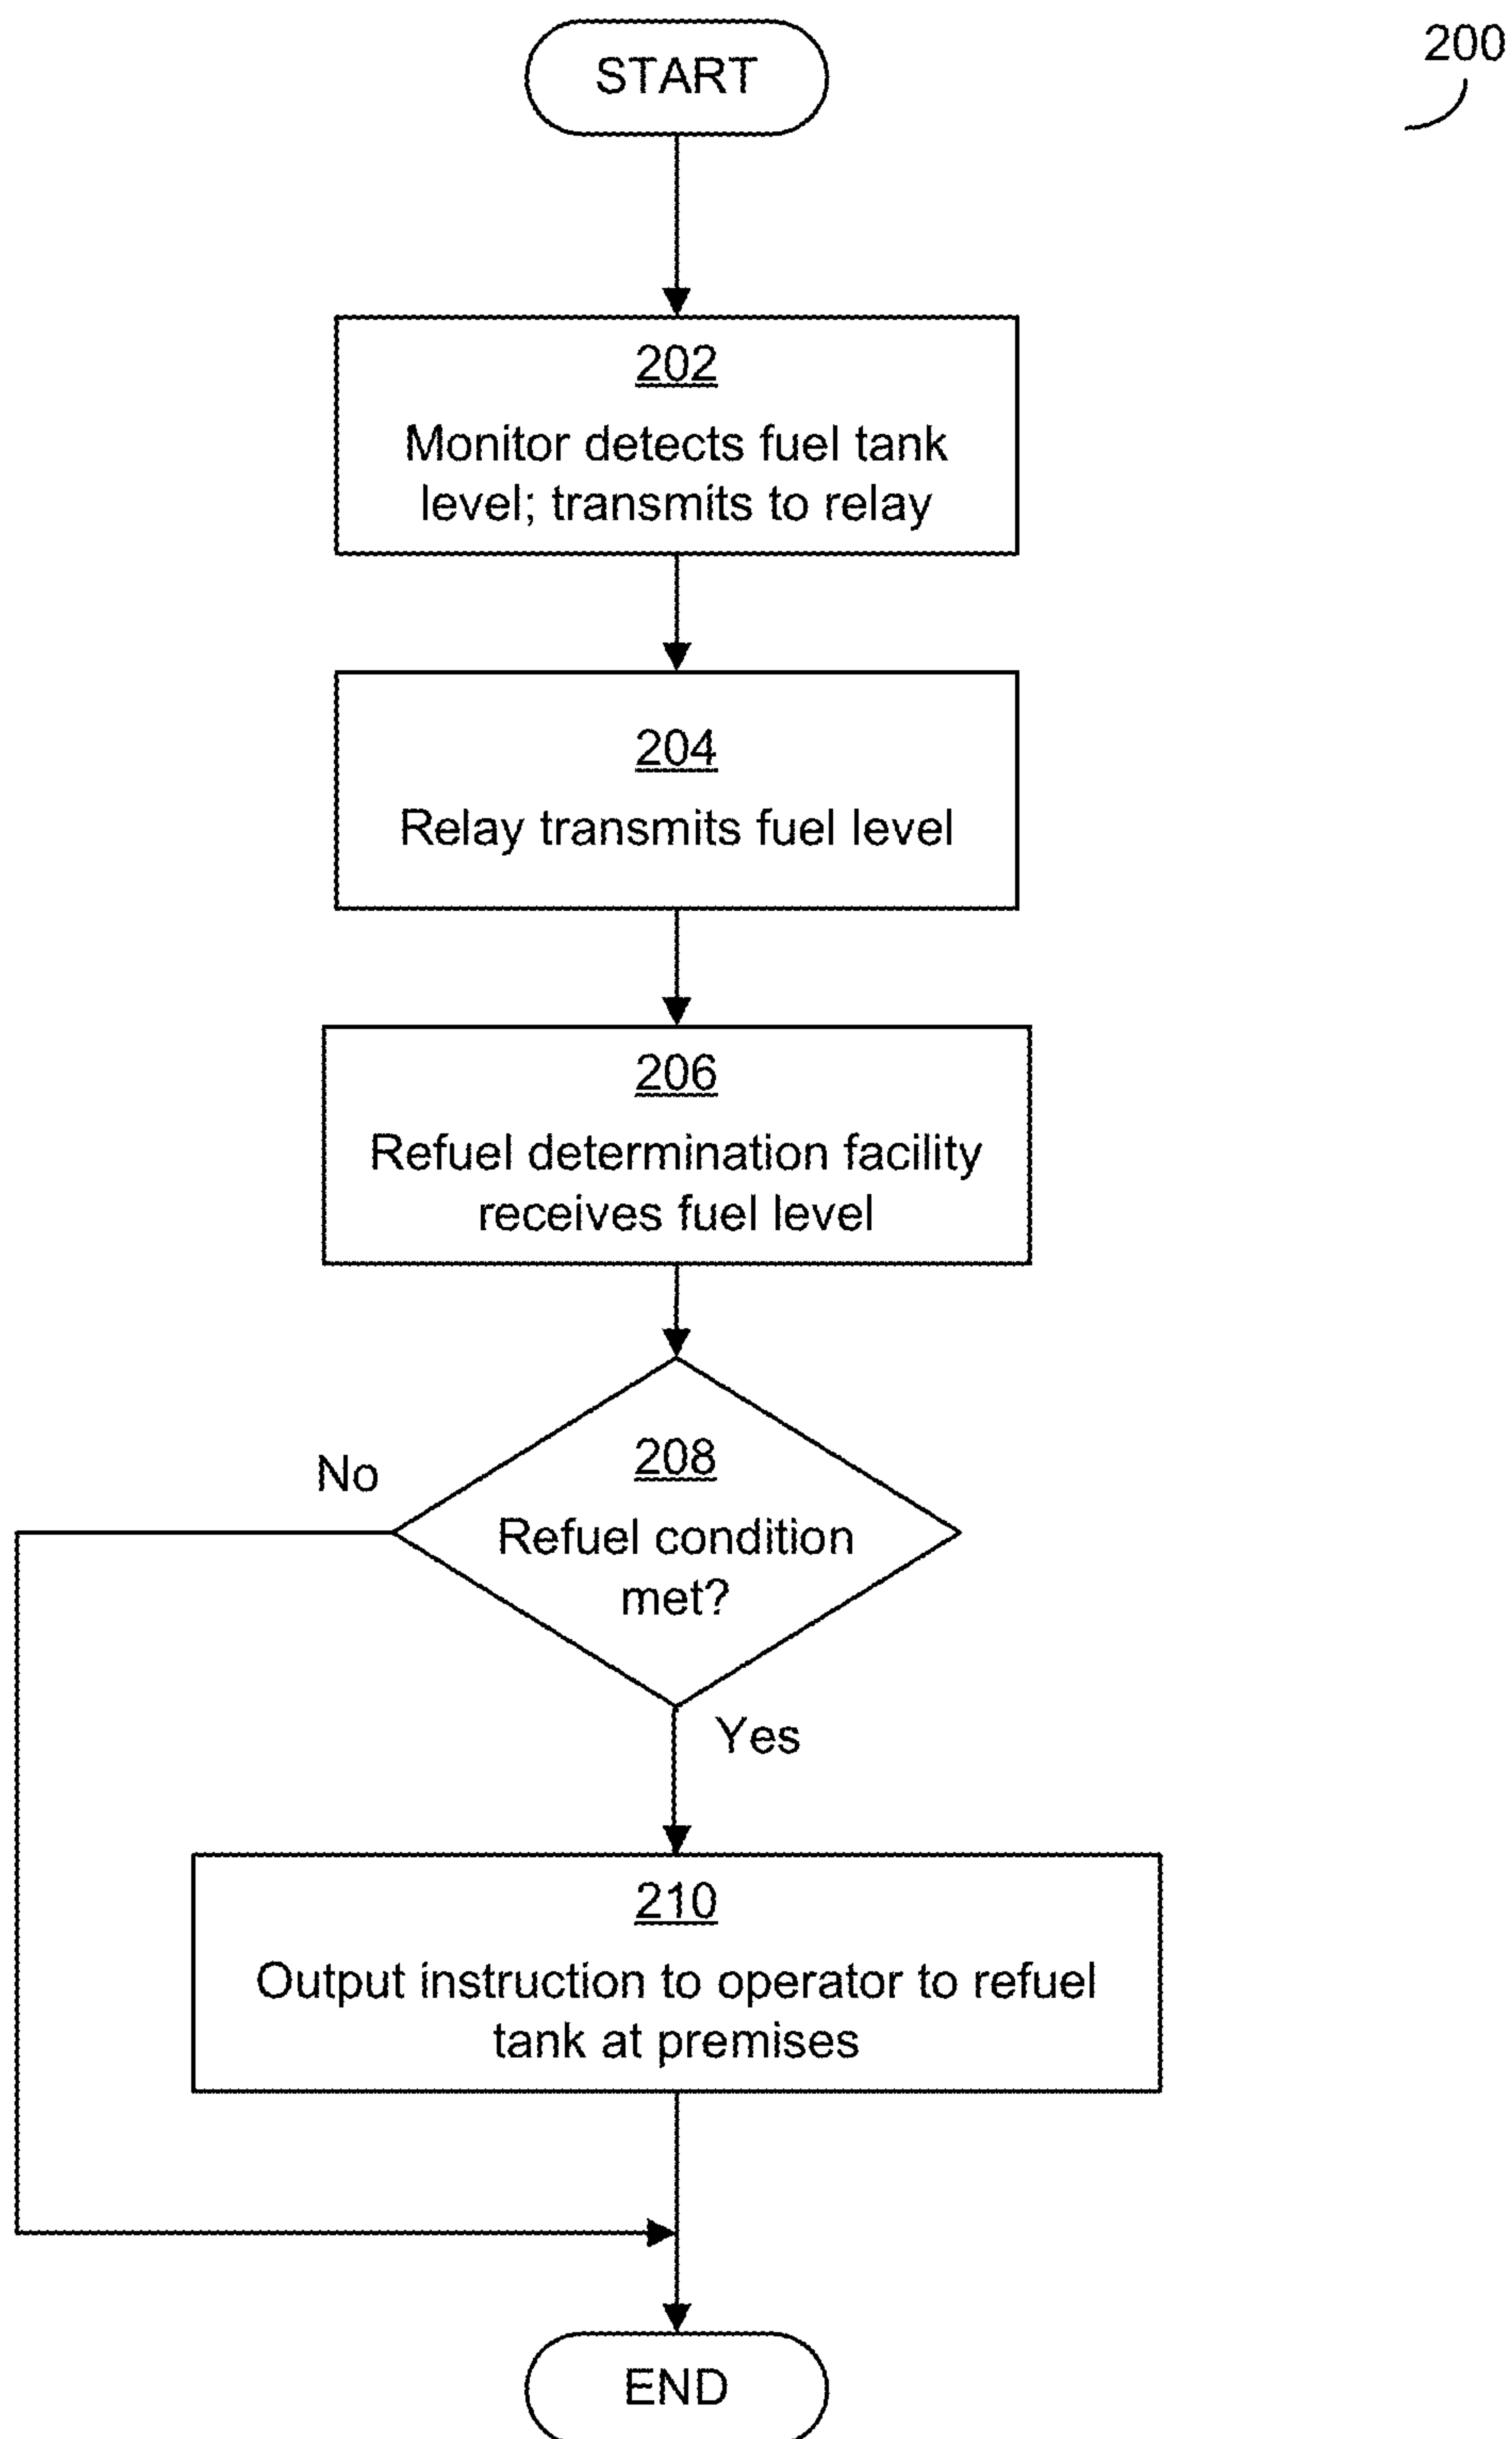 200
START
202
Monitor detects fuel tank
level; transmits to relay
204
Relay transmits fuel level
206
Refuel determination facility
receives fuel level
208
Refuel condition
met?
No
Yes
210
Output instruction to operator to refuel
tank at premises
END